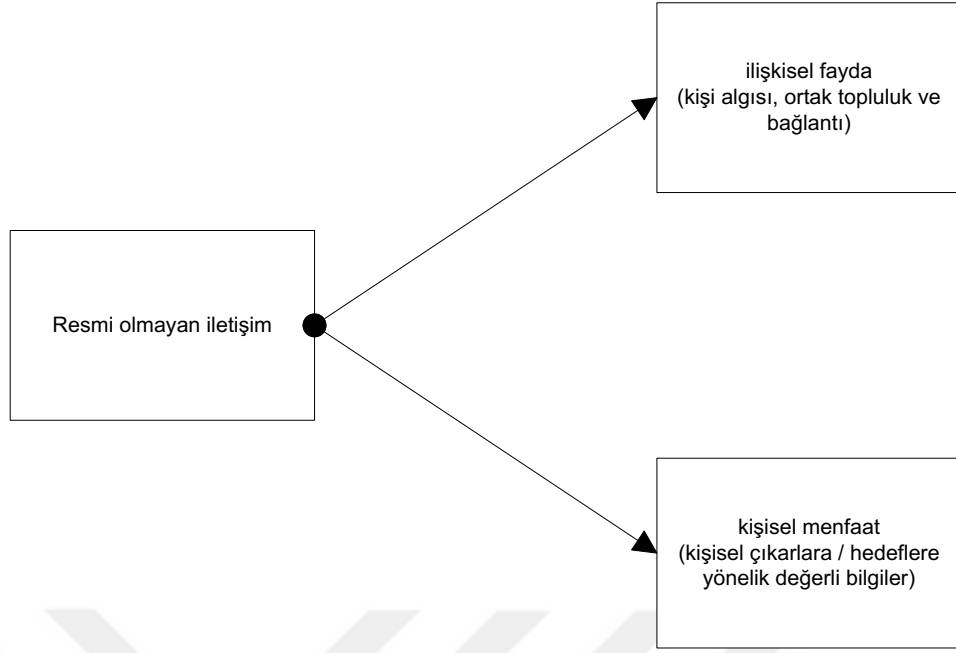 ilişkisel fayda
(kişi algısı, ortak topluluk ve
bağlantı)
Resmi olmayan iletişim
kişisel menfaat
(kişisel çıkarlara / hedeflere
yönelik değerli bilgiler)